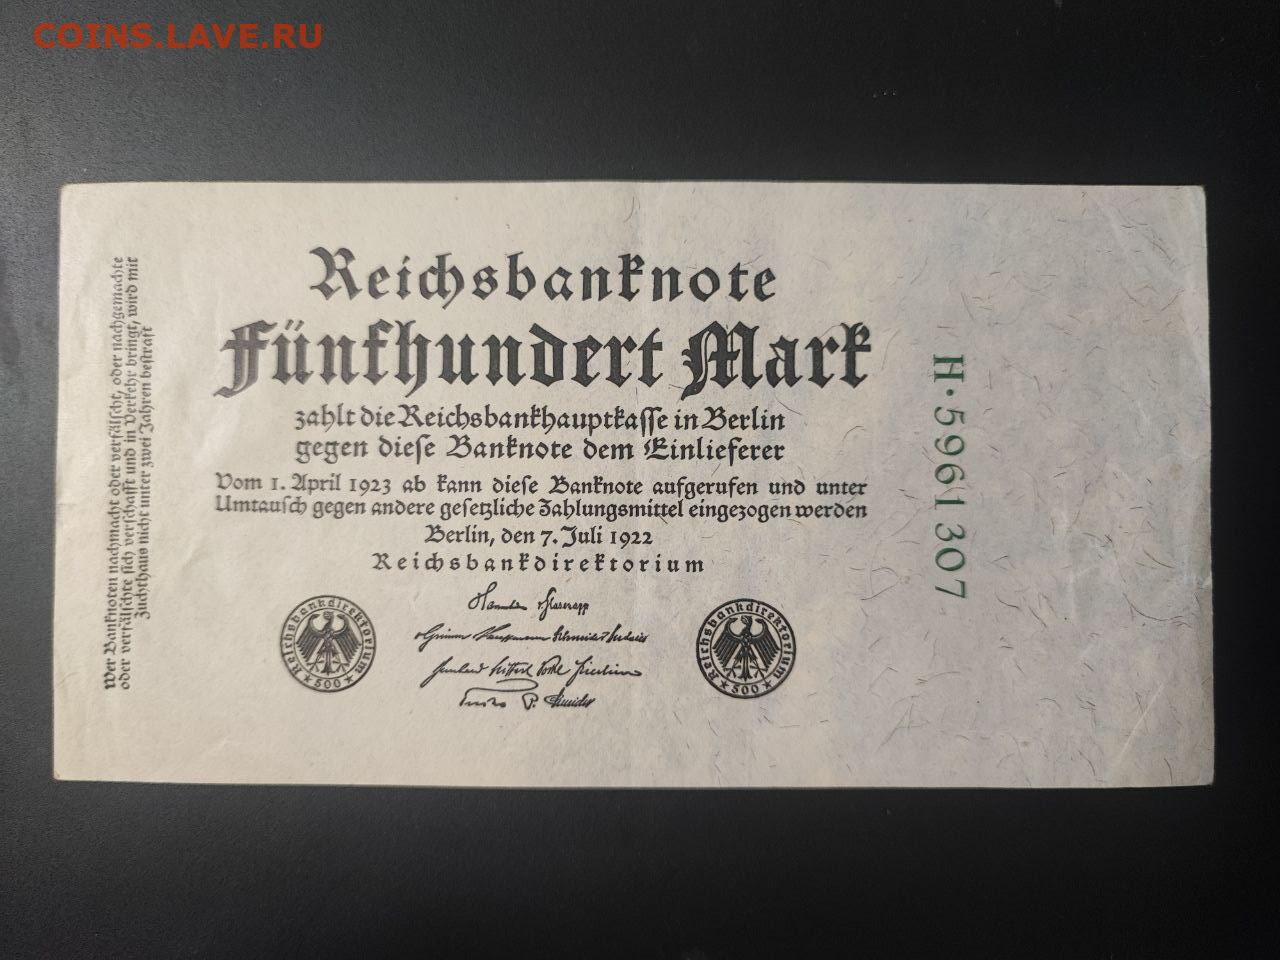 COINS.LAVE.RU
Reichsbanknote
Fünfhundert Mark
zahlt die Reichsbankhauptkasse in Berlin
gegen diese Banknote dem Einlieferer
Vom 1. April 1923 ab kann diese Banknote aufgerufen und unter
Umtausch gegen andere gesetzliche Zahlungsmittel eingezogen werden
Berlin, den 7. Juli 1922
Reichsbankdirektorium
Reichsbankdirektorium
500
Reichsbankdirektorium
500
H·5961307
Wer Banknoten nachmacht oder verfälscht, oder nachgemachte
oder verfälschte sich verschafft und in Verkehr bringt, wird mit
Zuchthaus nicht unter zwei Jahren bestraft